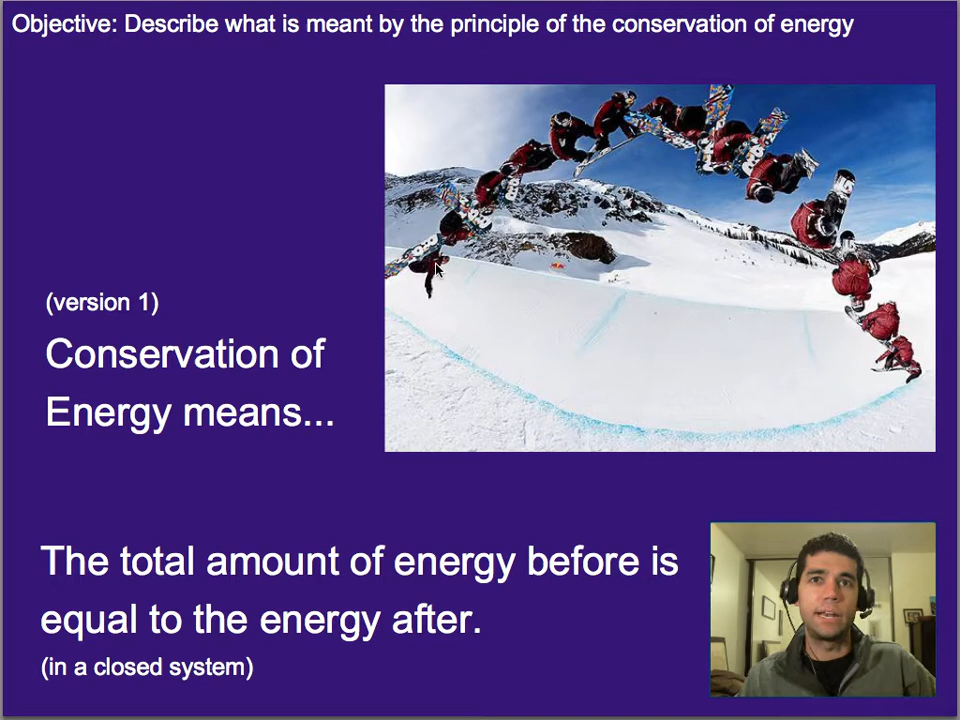 Objective: Describe what is meant by the principle of the conservation of energy
(version 1)
Conservation of
Energy means...
The total amount of energy before is
equal to the energy after.
(in a closed system)